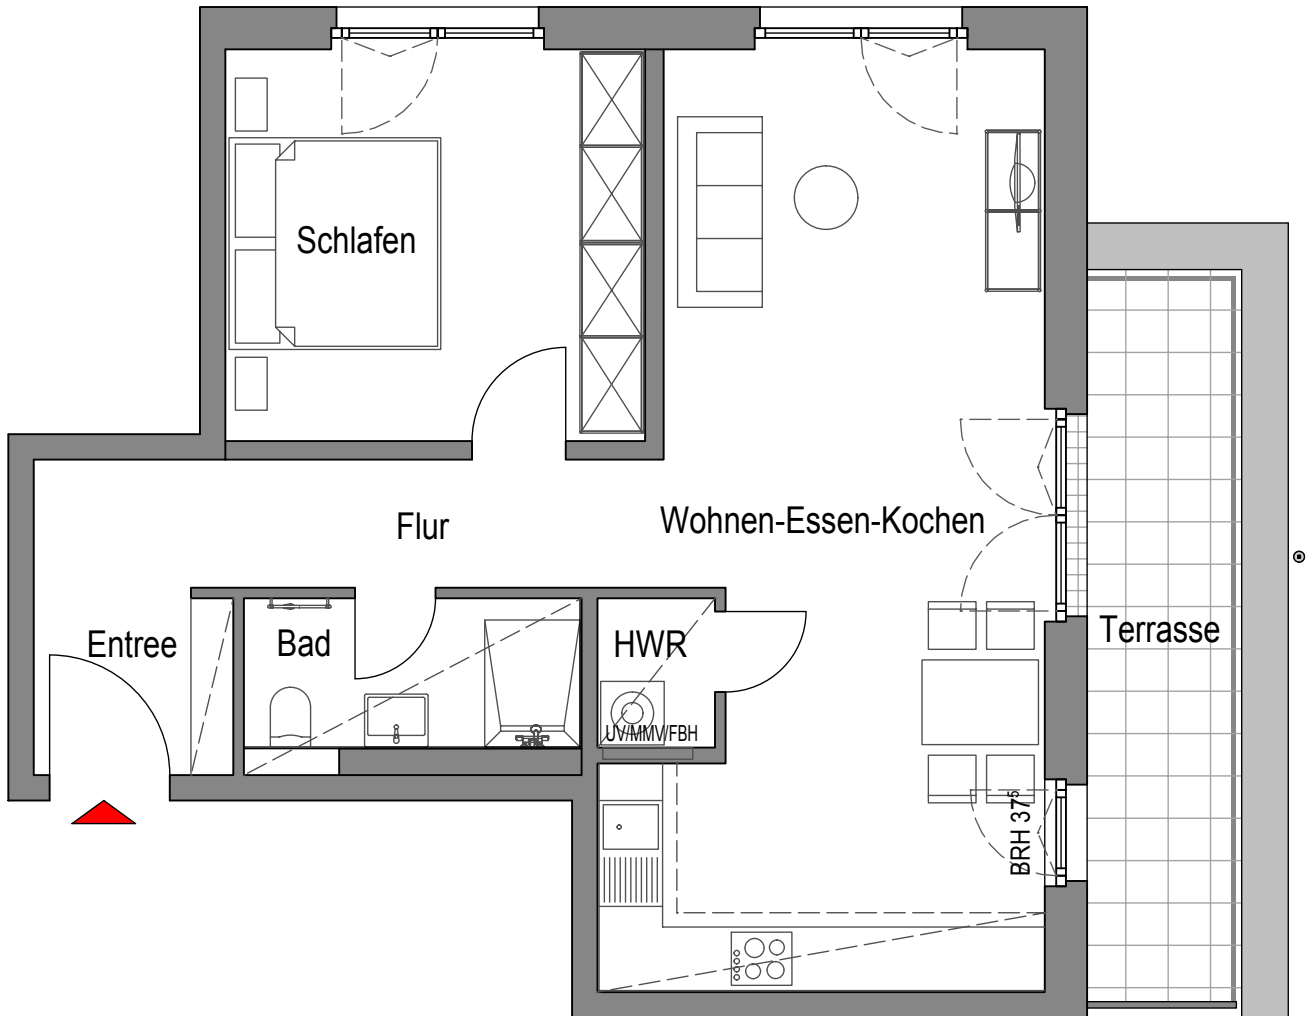 Schlafen
Flur
Wohnen-Essen-Kochen
Entree
Bad
HWR
Terrasse
UV/MMV/FBH
BRH 37⁵